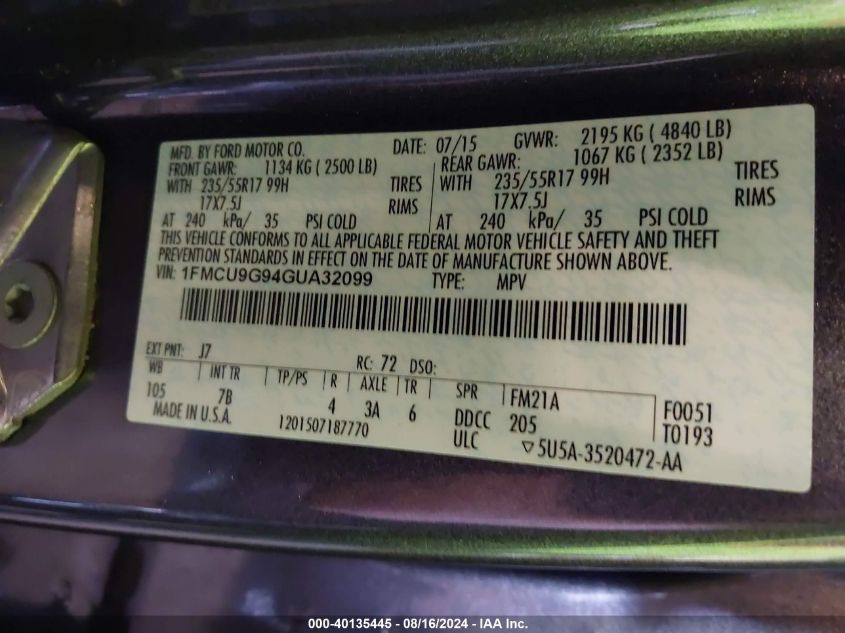 MFD. BY FORD MOTOR CO. DATE: 07/15 GVWR: 2195 KG ( 4840 LB)
FRONT GAWR: 1134 KG ( 2500 LB) REAR GAWR: 1067 KG ( 2352 LB)
WITH 235/55R17 99H TIRES WITH 235/55R17 99H TIRES
17X7.5J RIMS 17X7.5J RIMS
AT 240 kPa/ 35 PSI COLD AT 240 kPa/ 35 PSI COLD
THIS VEHICLE CONFORMS TO ALL APPLICABLE FEDERAL MOTOR VEHICLE SAFETY AND THEFT
PREVENTION STANDARDS IN EFFECT ON THE DATE OF MANUFACTURE SHOWN ABOVE.
VIN: 1FMCU9G94GUA32099 TYPE: MPV
EXT PNT: J7 RC: 72 DSO:
WB INT TR TP/PS R AXLE TR SPR FM21A F0051
105 7B 4 3A 6 DDCC 205 T0193
MADE IN U.S.A. 1201507187770 ULC ▽5U5A-3520472-AA
000-40135445 - 08/16/2024 - IAA Inc.